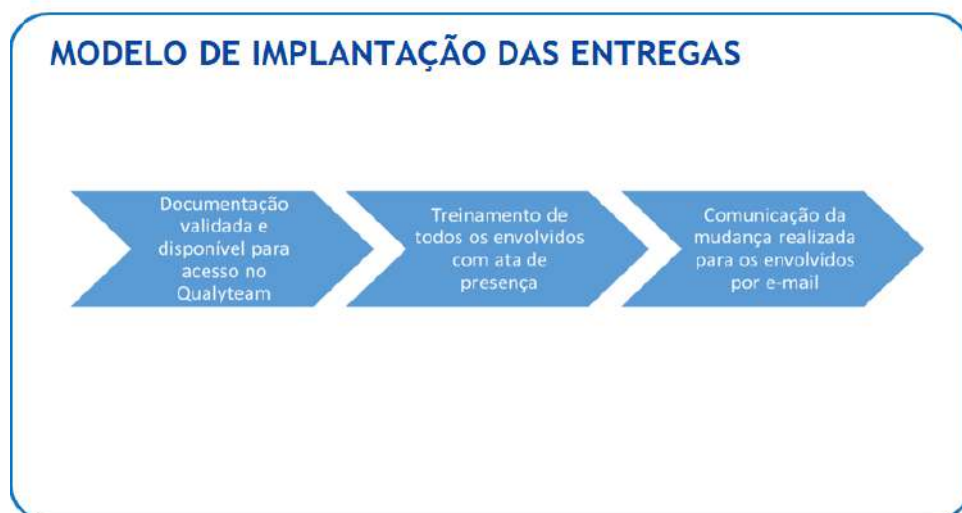 MODELO DE IMPLANTAÇÃO DAS ENTREGAS
Documentação
validada e
disponível para
acesso no
Qualyteam
Treinamento de
todos os envolvidos
com ata de
presença
Comunicação da
mudança realizada
para os envolvidos
por e-mail